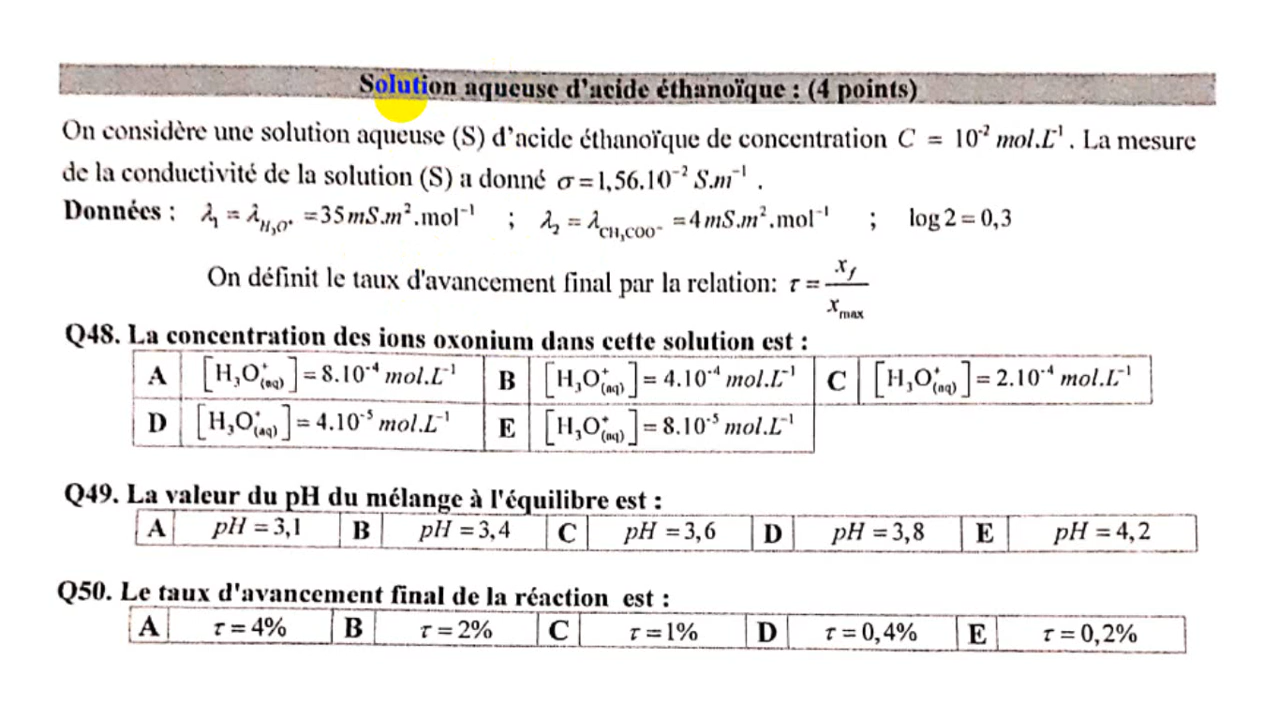 Solution aqueuse d'acide éthanoïque : (4 points)
On considère une solution aqueuse (S) d'acide éthanoïque de concentration C = 10⁻² mol.L⁻¹. La mesure
de la conductivité de la solution (S) a donné σ = 1,56.10⁻² S.m⁻¹ .
Données : λ₁ = λ_H₃O⁺ = 35 mS.m².mol⁻¹ ; λ₂ = λ_CH₃COO⁻ = 4 mS.m².mol⁻¹ ; log 2 = 0,3
On définit le taux d'avancement final par la relation: τ = x_f / x_max
Q48. La concentration des ions oxonium dans cette solution est :
A [H₃O⁺(aq)] = 8.10⁻⁴ mol.L⁻¹ B [H₃O⁺(aq)] = 4.10⁻⁴ mol.L⁻¹ C [H₃O⁺(aq)] = 2.10⁻⁴ mol.L⁻¹
D [H₃O⁺(aq)] = 4.10⁻⁵ mol.L⁻¹ E [H₃O⁺(aq)] = 8.10⁻⁵ mol.L⁻¹
Q49. La valeur du pH du mélange à l'équilibre est :
A pH = 3,1 B pH = 3,4 C pH = 3,6 D pH = 3,8 E pH = 4,2
Q50. Le taux d'avancement final de la réaction est :
A τ = 4% B τ = 2% C τ = 1% D τ = 0,4% E τ = 0,2%